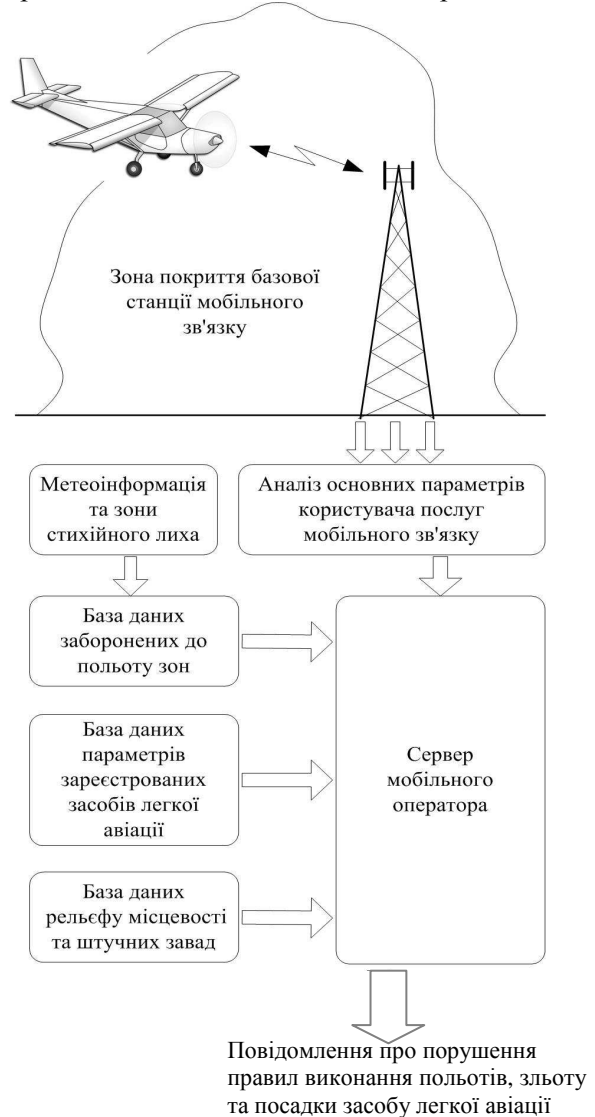 Зона покриття базової
станції мобільного
зв'язку
Метеоінформація
та зони
стихійного лиха
Аналіз основних параметрів
користувача послуг
мобільного зв'язку
База даних
заборонених до
польоту зон
База даних
параметрів
зареєстрованих
засобів легкої
авіації
Сервер
мобільного
оператора
База даних
рельєфу місцевості
та штучних завад
Повідомлення про порушення
правил виконання польотів, зльоту
та посадки засобу легкої авіації